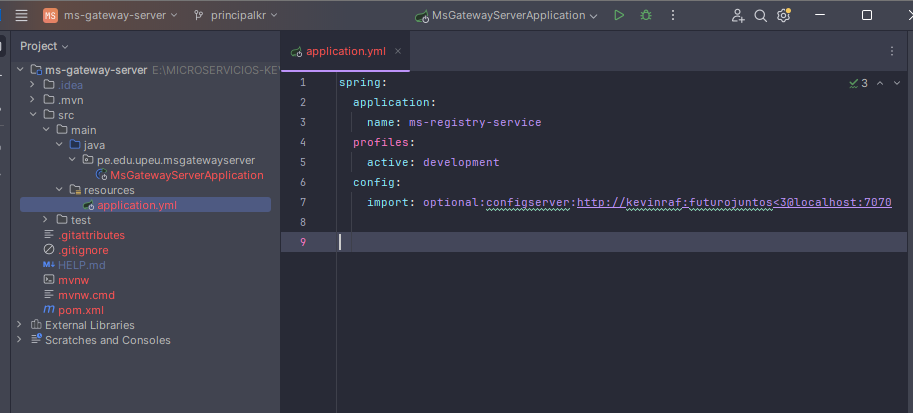 MS ms-gateway-server principalkr MsGatewayServerApplication
Project
application.yml
ms-gateway-server E:\MICROSERVICIOS-KE
.idea
.mvn
src
main
java
pe.edu.upeu.msgatewayserver
MsGatewayServerApplication
resources
application.yml
test
.gitattributes
.gitignore
M↓ HELP.md
mvnw
mvnw.cmd
m pom.xml
External Libraries
Scratches and Consoles
3
1 spring:
2 application:
3 name: ms-registry-service
4 profiles:
5 active: development
6 config:
7 import: optional:configserver:http://kevinraf:futurojuntos<3@localhost:7070
8
9